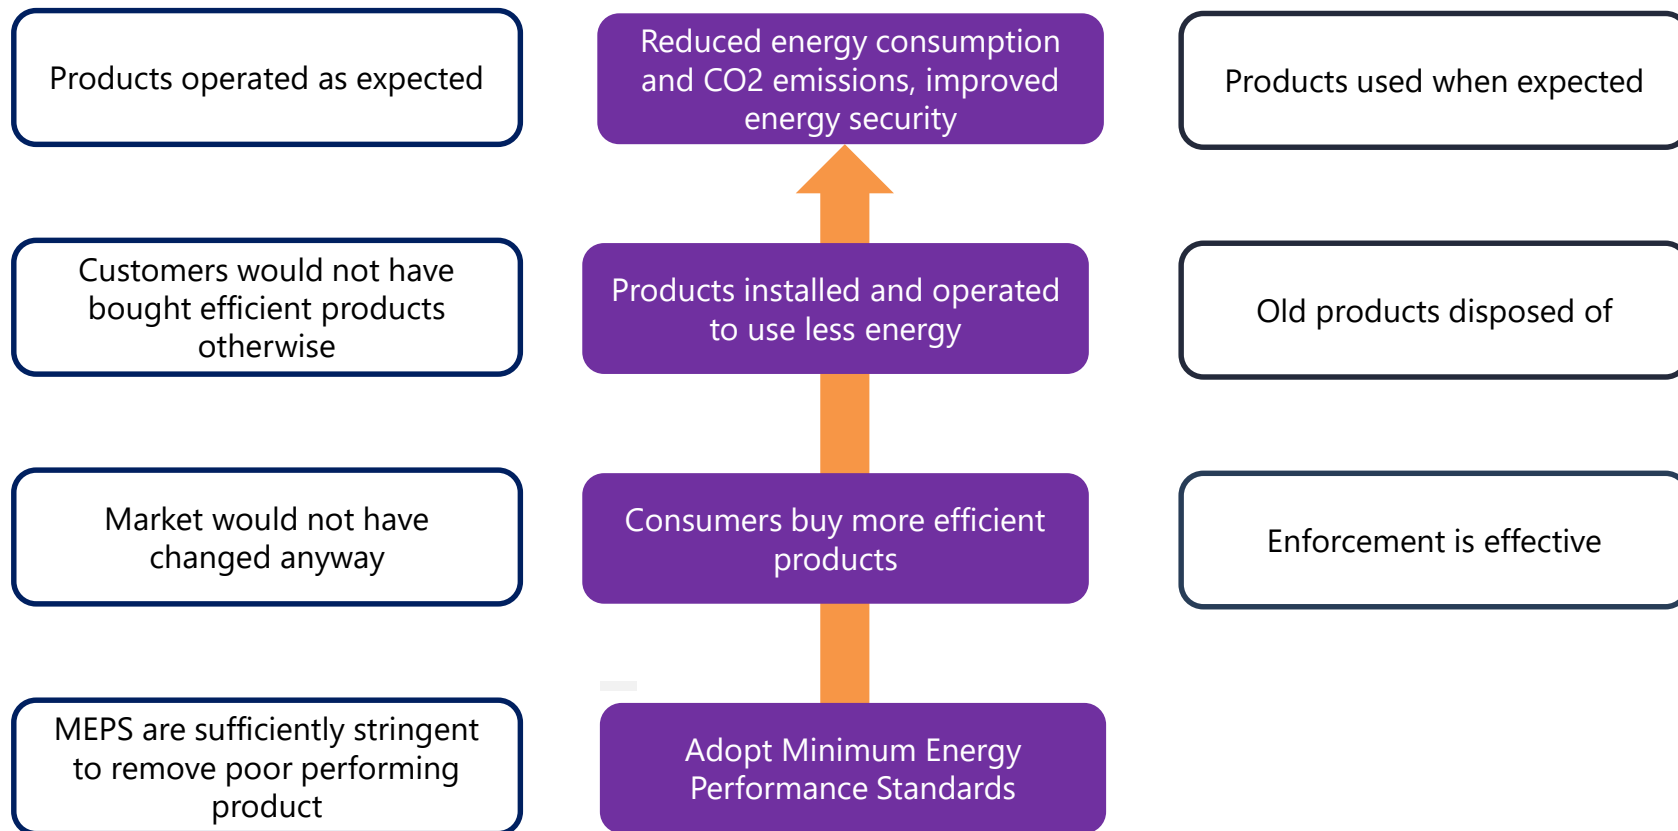 Products operated as expected
Reduced energy consumption
and CO2 emissions, improved
energy security
Products used when expected
Customers would not have
bought efficient products
otherwise
Products installed and operated
to use less energy
Old products disposed of
Market would not have
changed anyway
Consumers buy more efficient
products
Enforcement is effective
MEPS are sufficiently stringent
to remove poor performing
product
Adopt Minimum Energy
Performance Standards